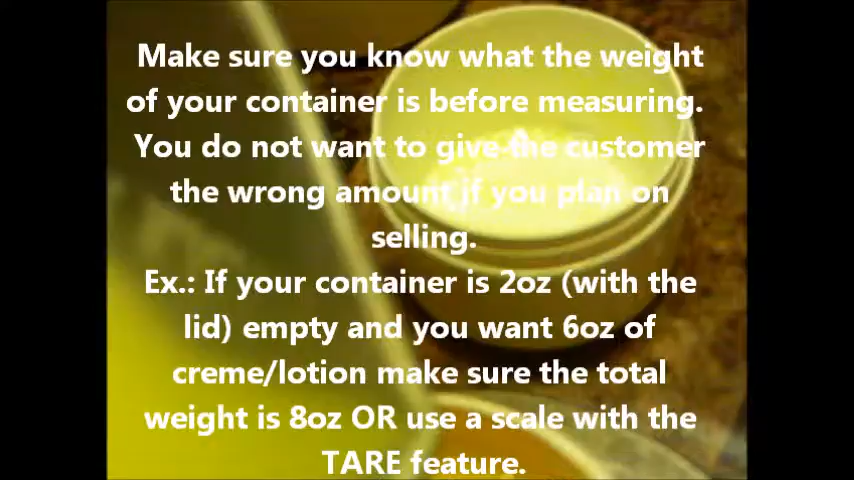 Make sure you know what the weight
of your container is before measuring.
You do not want to give the customer
the wrong amount if you plan on
selling.
Ex.: If your container is 2oz (with the
lid) empty and you want 6oz of
creme/lotion make sure the total
weight is 8oz OR use a scale with the
TARE feature.